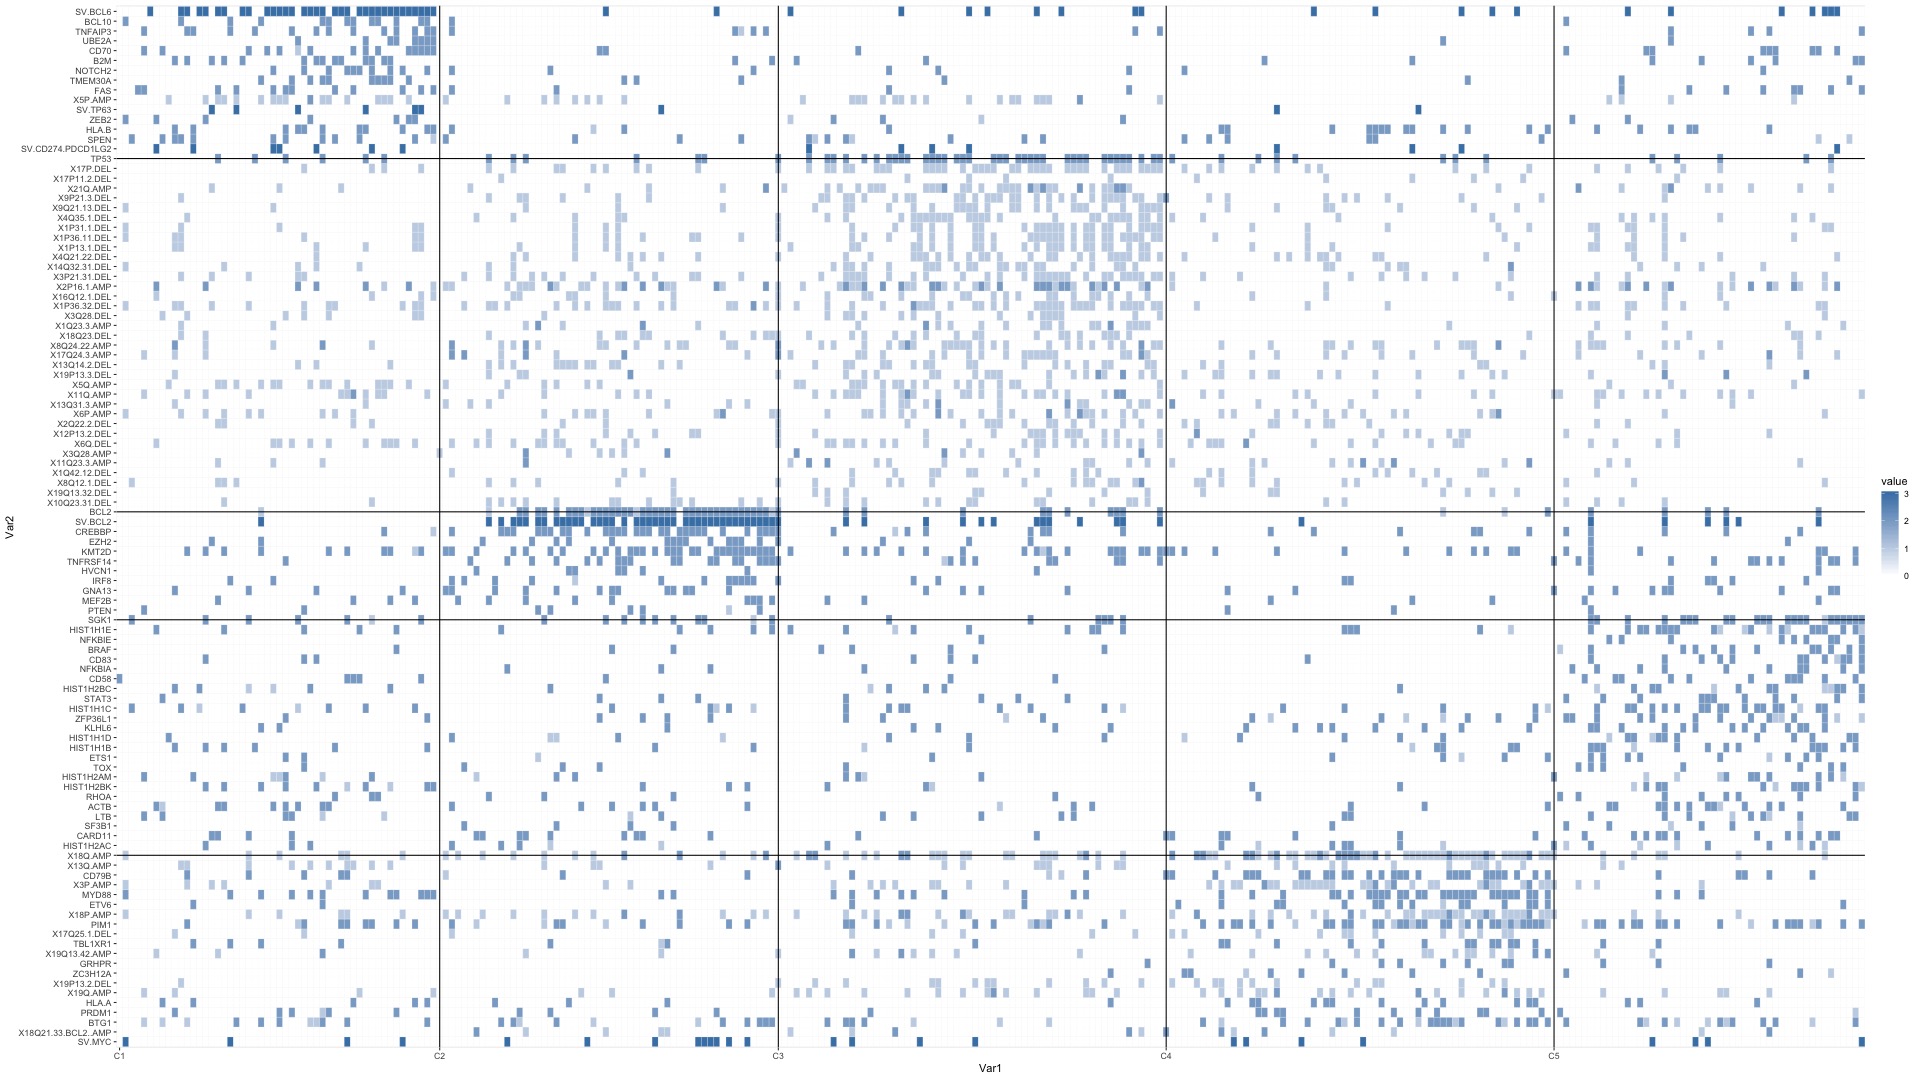 SV.BCL6
BCL10
TNFAIP3
UBE2A
CD70
B2M
NOTCH2
TMEM30A
FAS
X5P.AMP
SV.TP63
ZEB2
HLA.B
SPEN
SV.CD274.PDCD1LG2
TP53
X17P.DEL
X17P11.2.DEL
X21Q.AMP
X9P21.3.DEL
X9Q21.13.DEL
X4Q35.1.DEL
X1P31.1.DEL
X1P36.11.DEL
X1P13.1.DEL
X4Q21.22.DEL
X14Q32.31.DEL
X3P21.31.DEL
X2P16.1.AMP
X16Q12.1.DEL
X1P36.32.DEL
X3Q28.DEL
X1Q23.3.AMP
X18Q23.DEL
X8Q24.22.AMP
X17Q24.3.AMP
X13Q14.2.DEL
X19P13.3.DEL
X5Q.AMP
X11Q.AMP
X13Q31.3.AMP
X6P.AMP
X2Q22.2.DEL
X12P13.2.DEL
X6Q.DEL
X3Q28.AMP
X11Q23.3.AMP
X1Q42.12.DEL
X8Q12.1.DEL
X19Q13.32.DEL
X10Q23.31.DEL
BCL2
SV.BCL2
CREBBP
EZH2
KMT2D
TNFRSF14
HVCN1
IRF8
GNA13
MEF2B
PTEN
SGK1
HIST1H1E
NFKBIE
BRAF
CD83
NFKBIA
CD58
HIST1H2BC
STAT3
HIST1H1C
ZFP36L1
KLHL6
HIST1H1D
HIST1H1B
ETS1
TOX
HIST1H2AM
HIST1H2BK
RHOA
ACTB
LTB
SF3B1
CARD11
HIST1H2AC
X18Q.AMP
X13Q.AMP
CD79B
X3P.AMP
MYD88
ETV6
X18P.AMP
PIM1
X17Q25.1.DEL
TBL1XR1
X19Q13.42.AMP
GRHPR
ZC3H12A
X19P13.2.DEL
X19Q.AMP
HLA.A
PRDM1
BTG1
X18Q21.33.BCL2..AMP
SV.MYC
C1 C2 C3 C4 C5
Var1
Var2
value
3
2
1
0